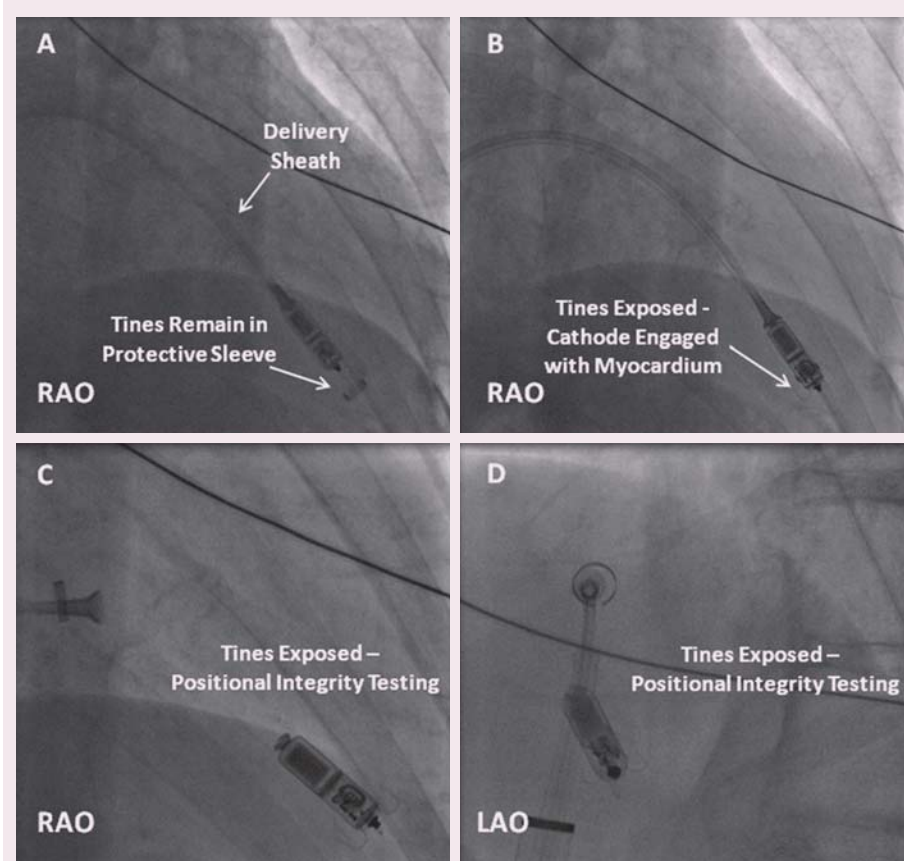 A
Delivery
Sheath
Tines Remain in
Protective Sleeve
RAO
B
Tines Exposed -
Cathode Engaged
with Myocardium
RAO
C
Tines Exposed –
Positional Integrity Testing
RAO
D
Tines Exposed –
Positional Integrity Testing
LAO